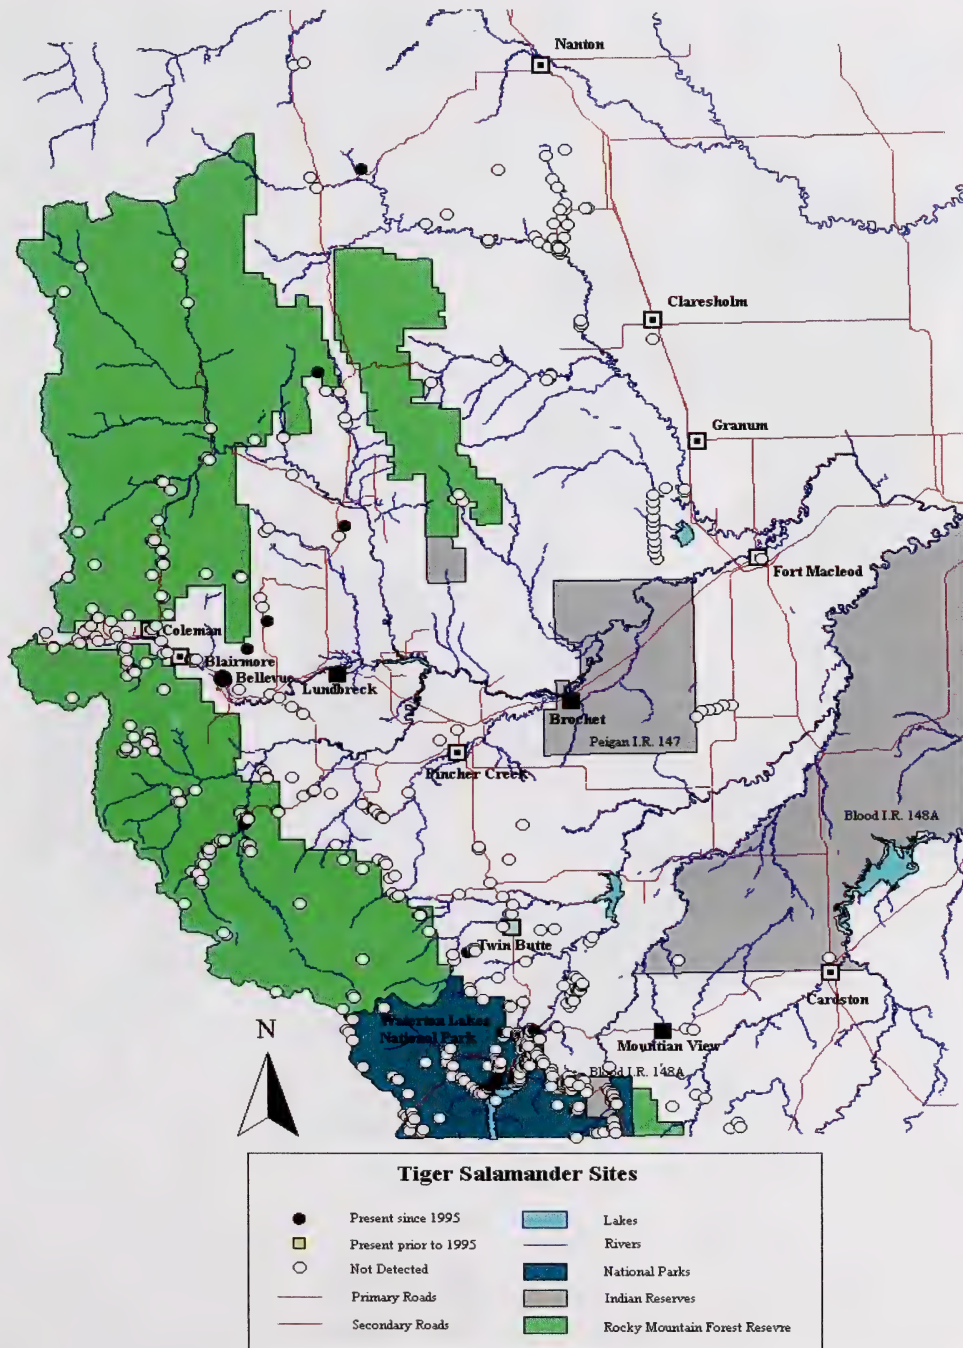 Nanton
Claresholm
Granum
Fort Macleod
Coleman
Blairmore
Bellevue
Lundbreck
Brochet
Peigan I.R. 147
Pincher Creek
Blood I.R. 148A
Twin Butte
Cardston
Waterton Lakes
National Park
Mountian View
Blood I.R. 148A
N
Tiger Salamander Sites
Present since 1995
Present prior to 1995
Not Detected
Primary Roads
Secondary Roads
Lakes
Rivers
National Parks
Indian Reserves
Rocky Mountain Forest Resevre